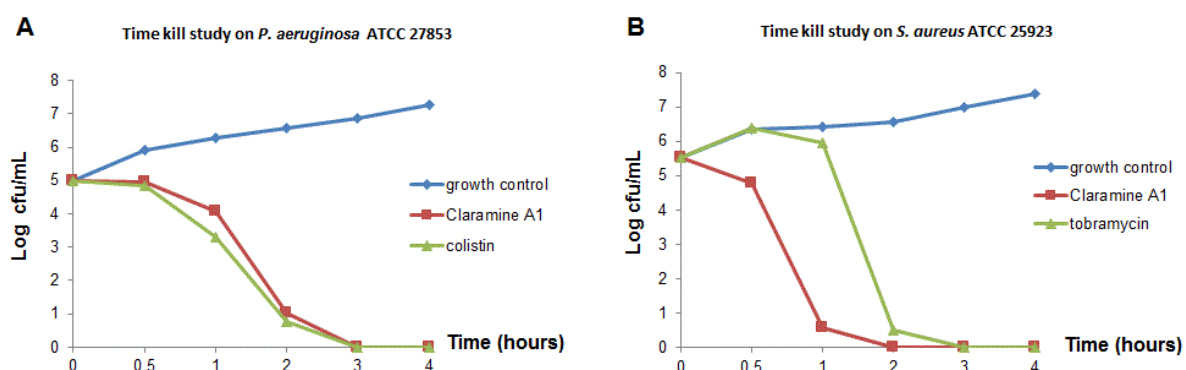 A
Time kill study on P. aeruginosa ATCC 27853
8
7
6
5
4
3
2
1
0
Log cfu/mL
0 0.5 1 2 3 4
Time (hours)
growth control
Claramine A1
colistin
B
Time kill study on S. aureus ATCC 25923
8
7
6
5
4
3
2
1
0
Log cfu/mL
0 0.5 1 2 3 4
Time (hours)
growth control
Claramine A1
tobramycin